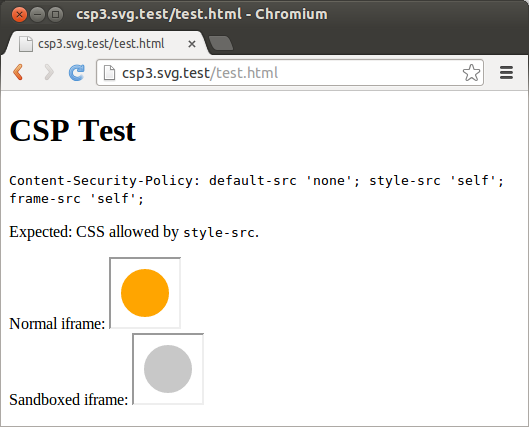 csp3.svg.test/test.html - Chromium
csp3.svg.test/test.html
csp3.svg.test/test.html
CSP Test
Content-Security-Policy: default-src 'none'; style-src 'self';
frame-src 'self';
Expected: CSS allowed by style-src.
Normal iframe:
Sandboxed iframe: